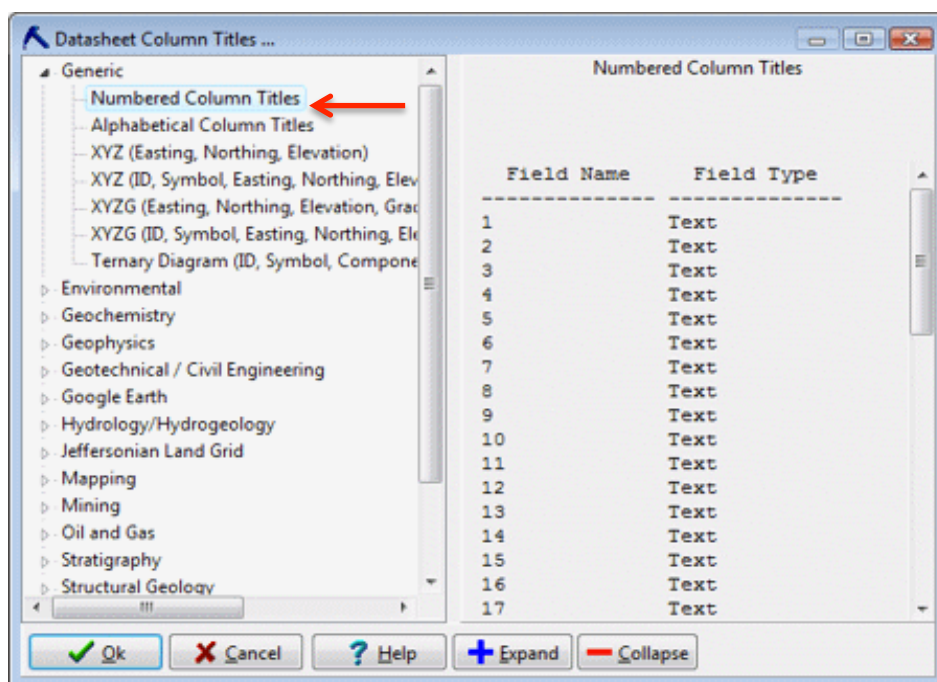 Datasheet Column Titles ...
Generic
Numbered Column Titles
Alphabetical Column Titles
XYZ (Easting, Northing, Elevation)
XYZ (ID, Symbol, Easting, Northing, Elev
XYZG (Easting, Northing, Elevation, Grad
XYZG (ID, Symbol, Easting, Northing, Ele
Ternary Diagram (ID, Symbol, Compone
Environmental
Geochemistry
Geophysics
Geotechnical / Civil Engineering
Google Earth
Hydrology/Hydrogeology
Jeffersonian Land Grid
Mapping
Mining
Oil and Gas
Stratigraphy
Structural Geology
Numbered Column Titles
Field Name Field Type
-------------- --------------
1 Text
2 Text
3 Text
4 Text
5 Text
6 Text
7 Text
8 Text
9 Text
10 Text
11 Text
12 Text
13 Text
14 Text
15 Text
16 Text
17 Text
Ok Cancel Help Expand Collapse